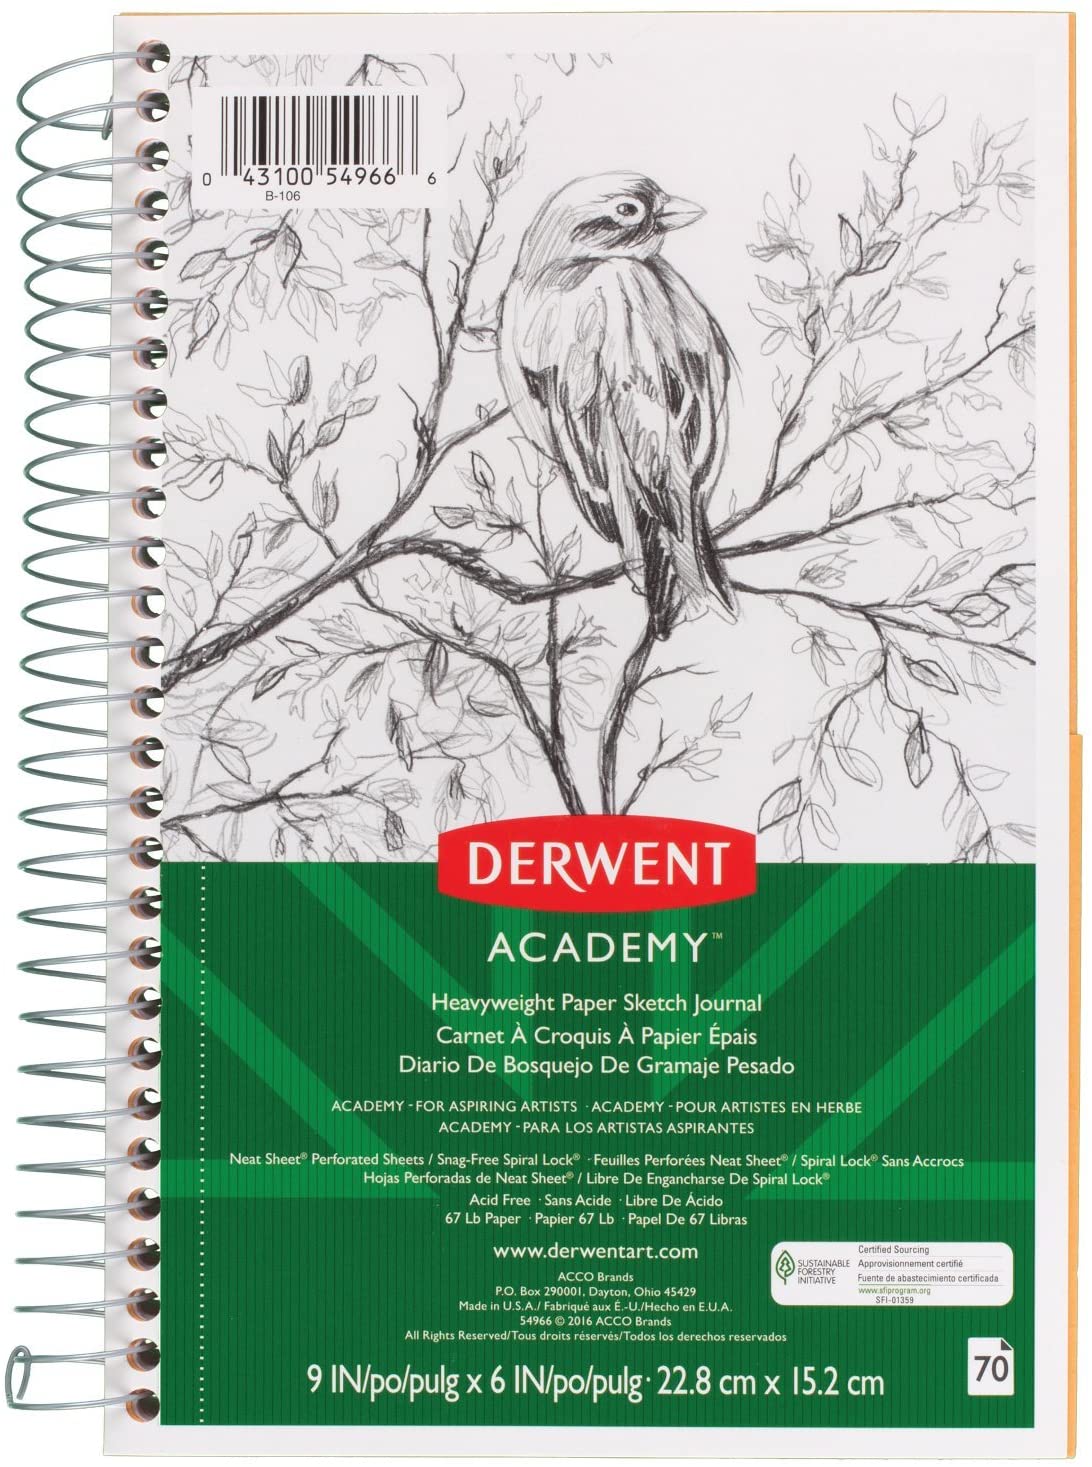 0 43100 54966 6
B-106
DERWENT
ACADEMY™
Heavyweight Paper Sketch Journal
Carnet À Croquis À Papier Épais
Diario De Bosquejo De Gramaje Pesado
ACADEMY - FOR ASPIRING ARTISTS · ACADEMY - POUR ARTISTES EN HERBE
ACADEMY - PARA LOS ARTISTAS ASPIRANTES
Neat Sheet® Perforated Sheets / Snag-Free Spiral Lock® · Feuilles Perforées Neat Sheet® / Spiral Lock® Sans Accrocs
Hojas Perforadas de Neat Sheet® / Libre De Engancharse De Spiral Lock®
Acid Free · Sans Acide · Libre De Ácido
67 Lb Paper · Papier 67 Lb · Papel De 67 Libras
www.derwentart.com
ACCO Brands
P.O. Box 290001, Dayton, Ohio 45429
Made in U.S.A./ Fabriqué aux É.-U./Hecho en E.U.A.
54966 © 2016 ACCO Brands
All Rights Reserved/Tous droits réservés/Todos los derechos reservados
SUSTAINABLE
FORESTRY
INITIATIVE
Certified Sourcing
Approvisionnement certifié
Fuente de abastecimiento certificada
www.sfiprogram.org
SFI-01359
9 IN/po/pulg x 6 IN/po/pulg · 22.8 cm x 15.2 cm
70